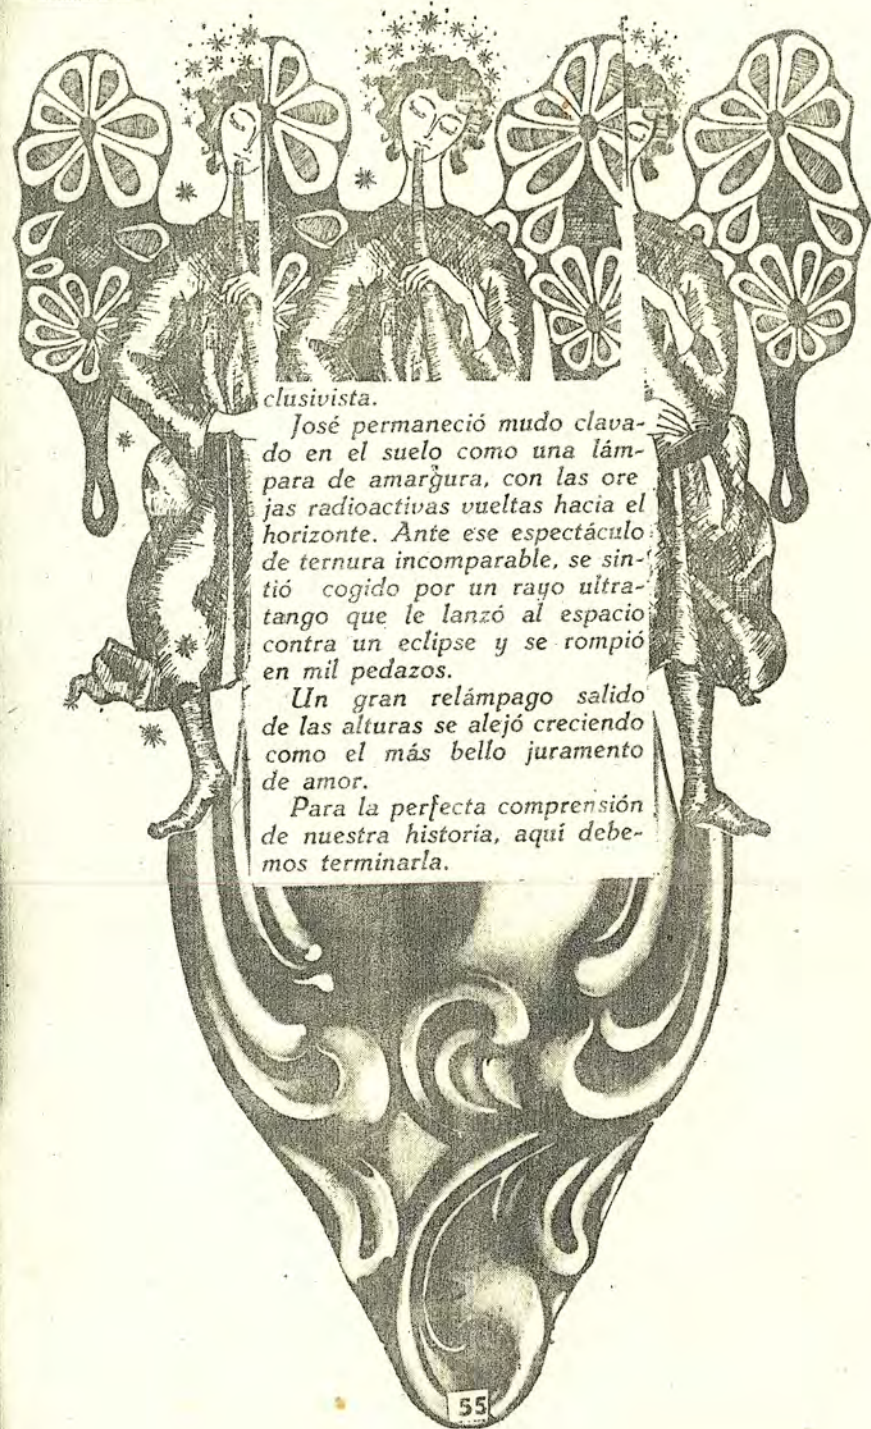 clusivista.
José permaneció mudo clava-
do en el suelo como una lám-
para de amargura, con las ore
jas radioactivas vueltas hacia el
horizonte. Ante ese espectáculo
de ternura incomparable, se sin-
tió cogido por un rayo ultra-
tango que le lanzó al espacio
contra un eclipse y se rompió
en mil pedazos.
Un gran relámpago salido
de las alturas se alejó creciendo
como el más bello juramento
de amor.
Para la perfecta comprensión
de nuestra historia, aquí debe-
mos terminarla.
55